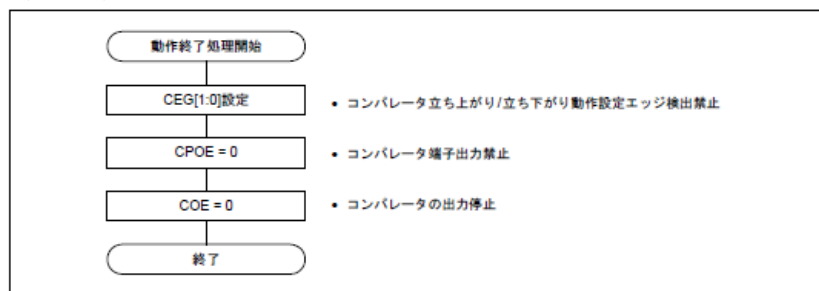 動作終了処理開始
CEG[1:0]設定
• コンパレータ立ち上がり/立ち下がり動作設定エッジ検出禁止
CPOE = 0
• コンパレータ端子出力禁止
COE = 0
• コンパレータの出力停止
終了